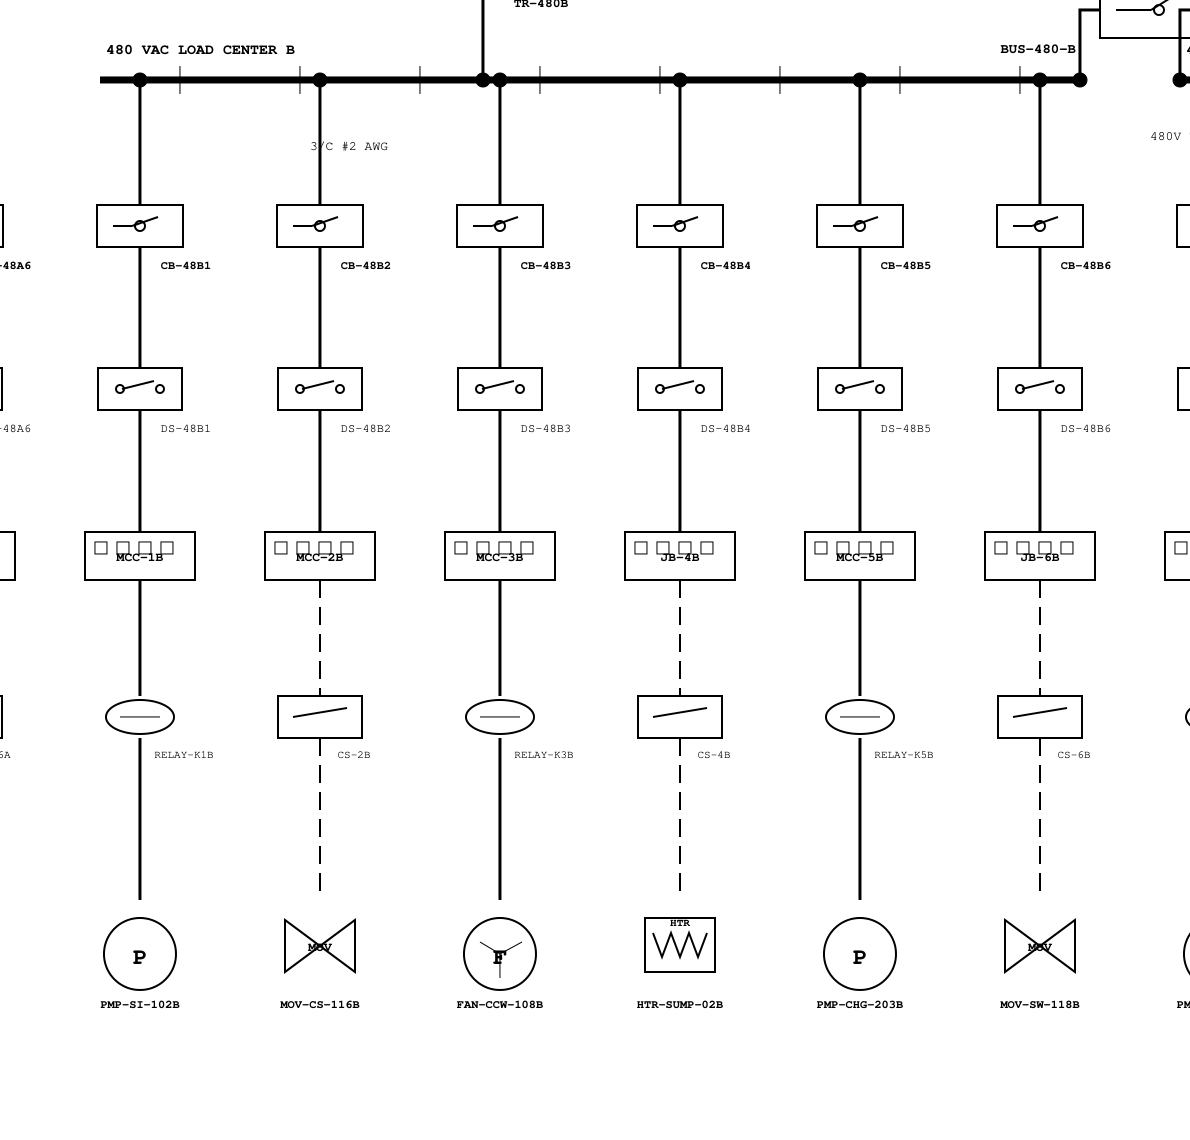 TR-480B
480 VAC LOAD CENTER B
BUS-480-B
3/C #2 AWG
480V
-48A6
CB-48B1
CB-48B2
CB-48B3
CB-48B4
CB-48B5
CB-48B6
-48A6
DS-48B1
DS-48B2
DS-48B3
DS-48B4
DS-48B5
DS-48B6
MCC-1B
MCC-2B
MCC-3B
JB-4B
MCC-5B
JB-6B
6A
RELAY-K1B
CS-2B
RELAY-K3B
CS-4B
RELAY-K5B
CS-6B
P
MOV
F
HTR
P
MOV
PMP-SI-102B
MOV-CS-116B
FAN-CCW-108B
HTR-SUMP-02B
PMP-CHG-203B
MOV-SW-118B
PM